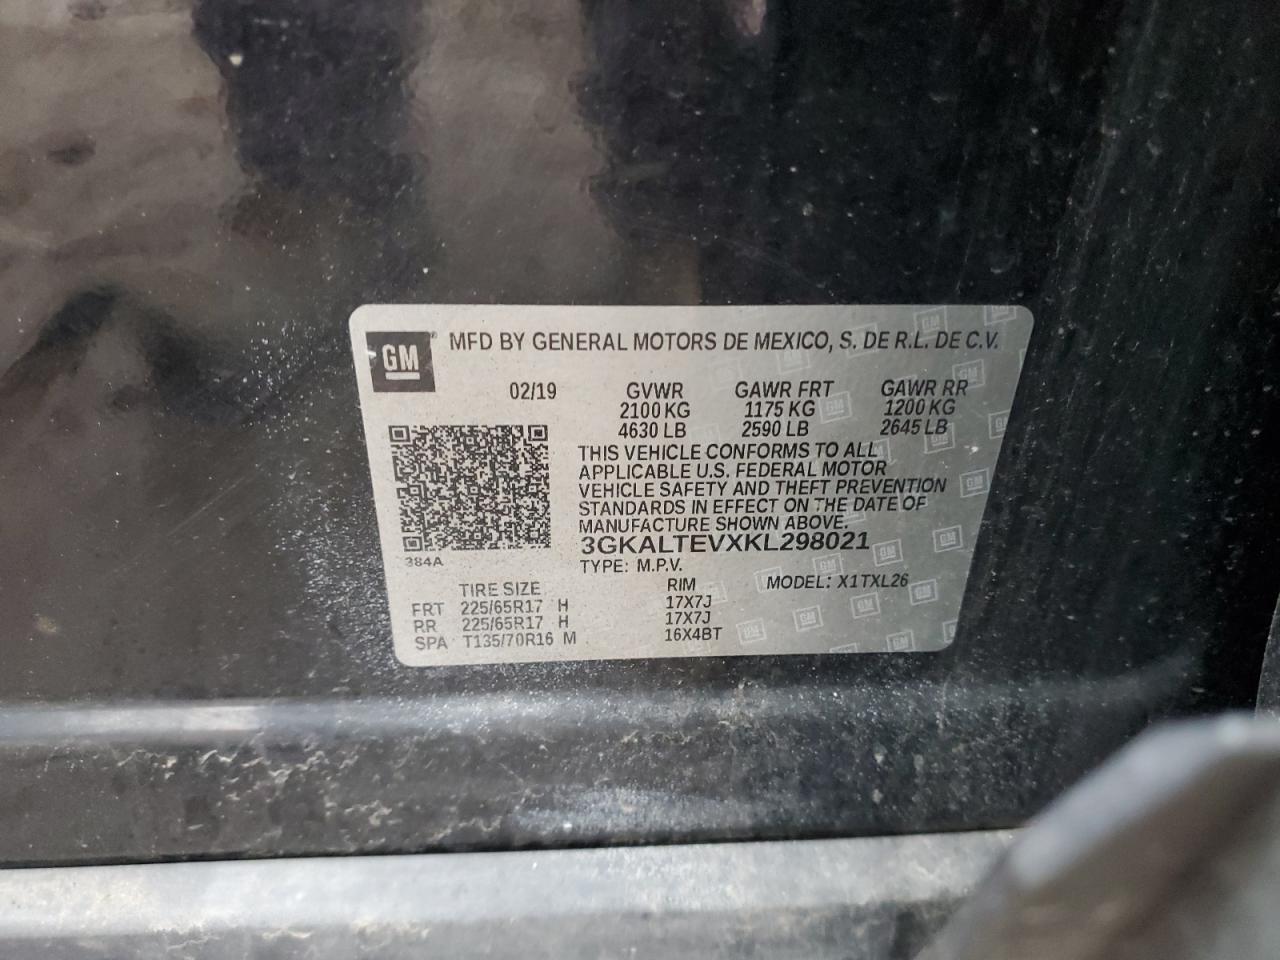 GM ® MFD BY GENERAL MOTORS DE MEXICO, S. DE R.L. DE C.V.
02/19 GVWR GAWR FRT GAWR RR
2100 KG 1175 KG 1200 KG
4630 LB 2590 LB 2645 LB
THIS VEHICLE CONFORMS TO ALL
APPLICABLE U.S. FEDERAL MOTOR
VEHICLE SAFETY AND THEFT PREVENTION
STANDARDS IN EFFECT ON THE DATE OF
MANUFACTURE SHOWN ABOVE.
3GKALTEVXKL298021
384A
TYPE: M.P.V.
TIRE SIZE RIM MODEL: X1TXL26
FRT 225/65R17 H 17X7J
RR 225/65R17 H 17X7J
SPA T135/70R16 M 16X4BT